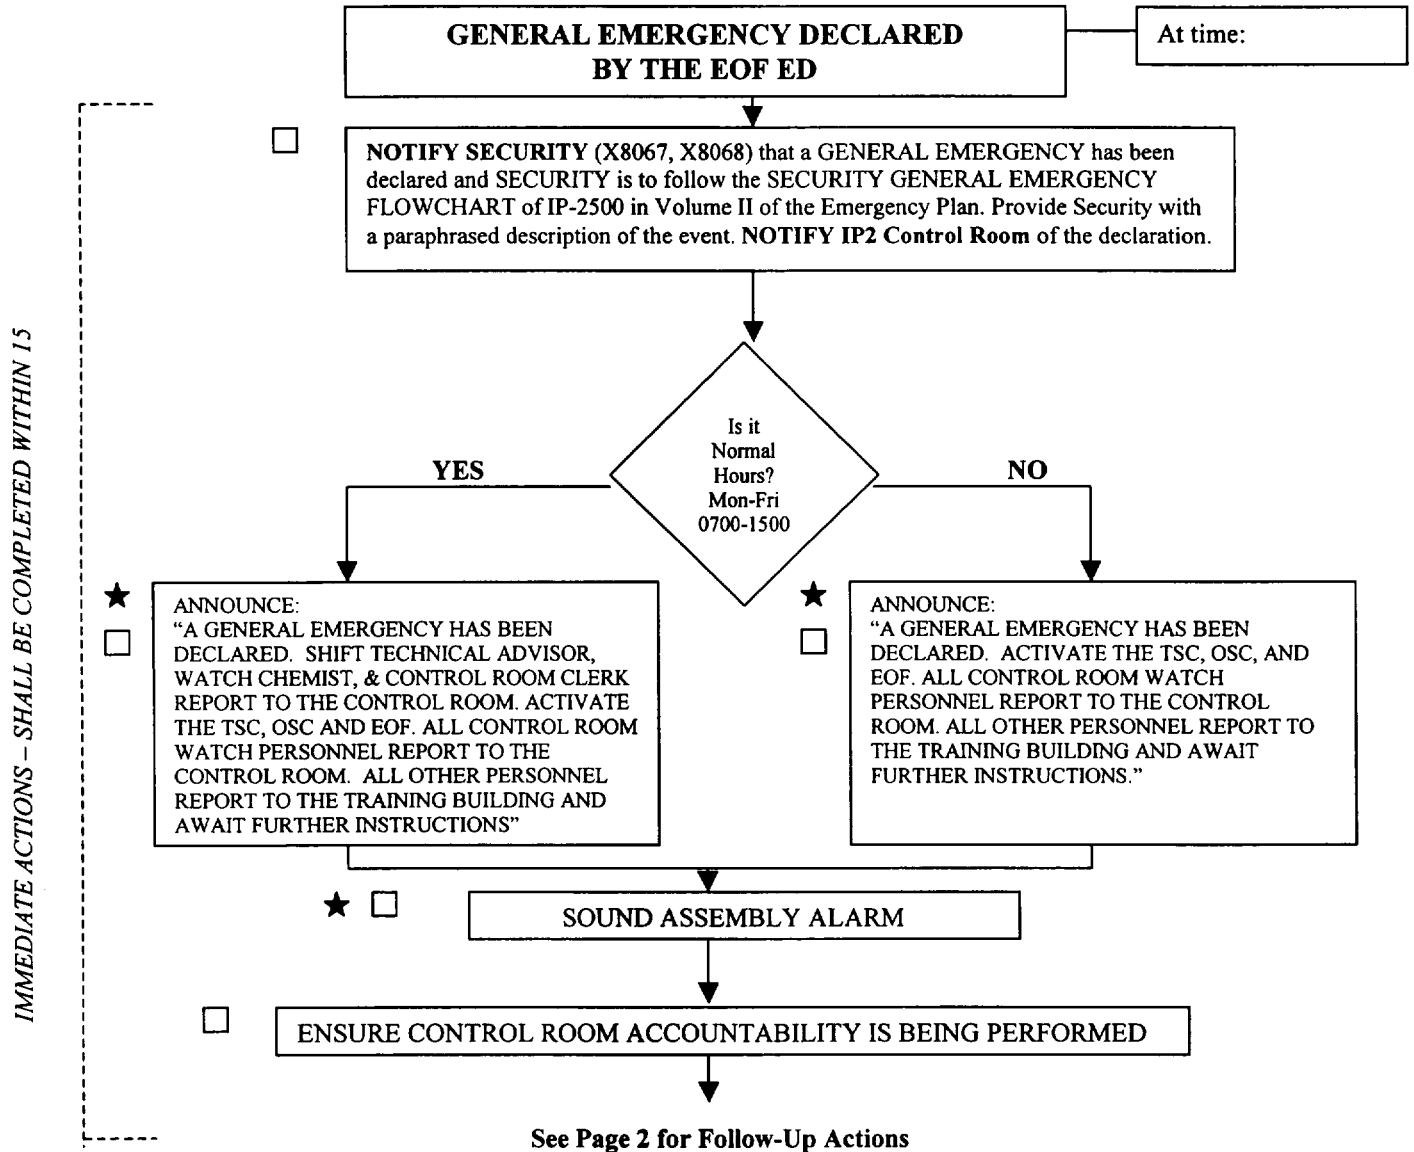 GENERAL EMERGENCY DECLARED
BY THE EOF ED
At time:
NOTIFY SECURITY (X8067, X8068) that a GENERAL EMERGENCY has been
declared and SECURITY is to follow the SECURITY GENERAL EMERGENCY
FLOWCHART of IP-2500 in Volume II of the Emergency Plan. Provide Security with
a paraphrased description of the event. NOTIFY IP2 Control Room of the declaration.
IMMEDIATE ACTIONS – SHALL BE COMPLETED WITHIN 15
Is it
Normal
Hours?
Mon-Fri
0700-1500
YES
NO
ANNOUNCE:
“A GENERAL EMERGENCY HAS BEEN
DECLARED. SHIFT TECHNICAL ADVISOR,
WATCH CHEMIST, & CONTROL ROOM CLERK
REPORT TO THE CONTROL ROOM. ACTIVATE
THE TSC, OSC AND EOF. ALL CONTROL ROOM
WATCH PERSONNEL REPORT TO THE
CONTROL ROOM. ALL OTHER PERSONNEL
REPORT TO THE TRAINING BUILDING AND
AWAIT FURTHER INSTRUCTIONS”
ANNOUNCE:
“A GENERAL EMERGENCY HAS BEEN
DECLARED. ACTIVATE THE TSC, OSC, AND
EOF. ALL CONTROL ROOM WATCH
PERSONNEL REPORT TO THE CONTROL
ROOM. ALL OTHER PERSONNEL REPORT TO
THE TRAINING BUILDING AND AWAIT
FURTHER INSTRUCTIONS.”
SOUND ASSEMBLY ALARM
ENSURE CONTROL ROOM ACCOUNTABILITY IS BEING PERFORMED
See Page 2 for Follow-Up Actions